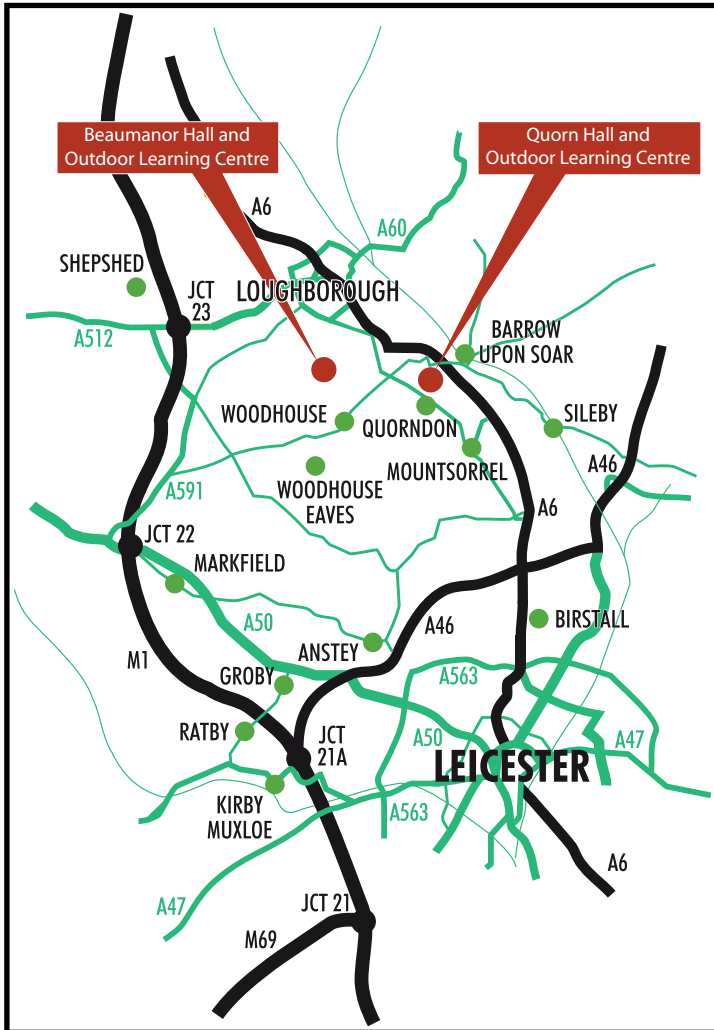 Beaumanor Hall and
Outdoor Learning Centre
Quorn Hall and
Outdoor Learning Centre
A6
A60
SHEPSHED
JCT
23
LOUGHBOROUGH
A512
BARROW
UPON SOAR
WOODHOUSE
QUORNDON
SILEBY
MOUNTSORREL
A46
A591
WOODHOUSE
EAVES
A6
JCT 22
MARKFIELD
A50
ANSTEY
A46
BIRSTALL
M1
GROBY
A563
RATBY
JCT
21A
A50
A47
LEICESTER
KIRBY
MUXLOE
A563
A6
A47
JCT 21
M69